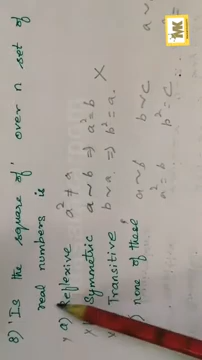 8) 'Is the square of' over n set of
real numbers is
x a) Reflexive a² ≠ a
x Symmetric a ~ b ⇒ a² = b
b ~ a ⇒ b² = a. X
x Transitive
) none of these
a ~ b b ~ c a ~
a² = b b² = c
MK